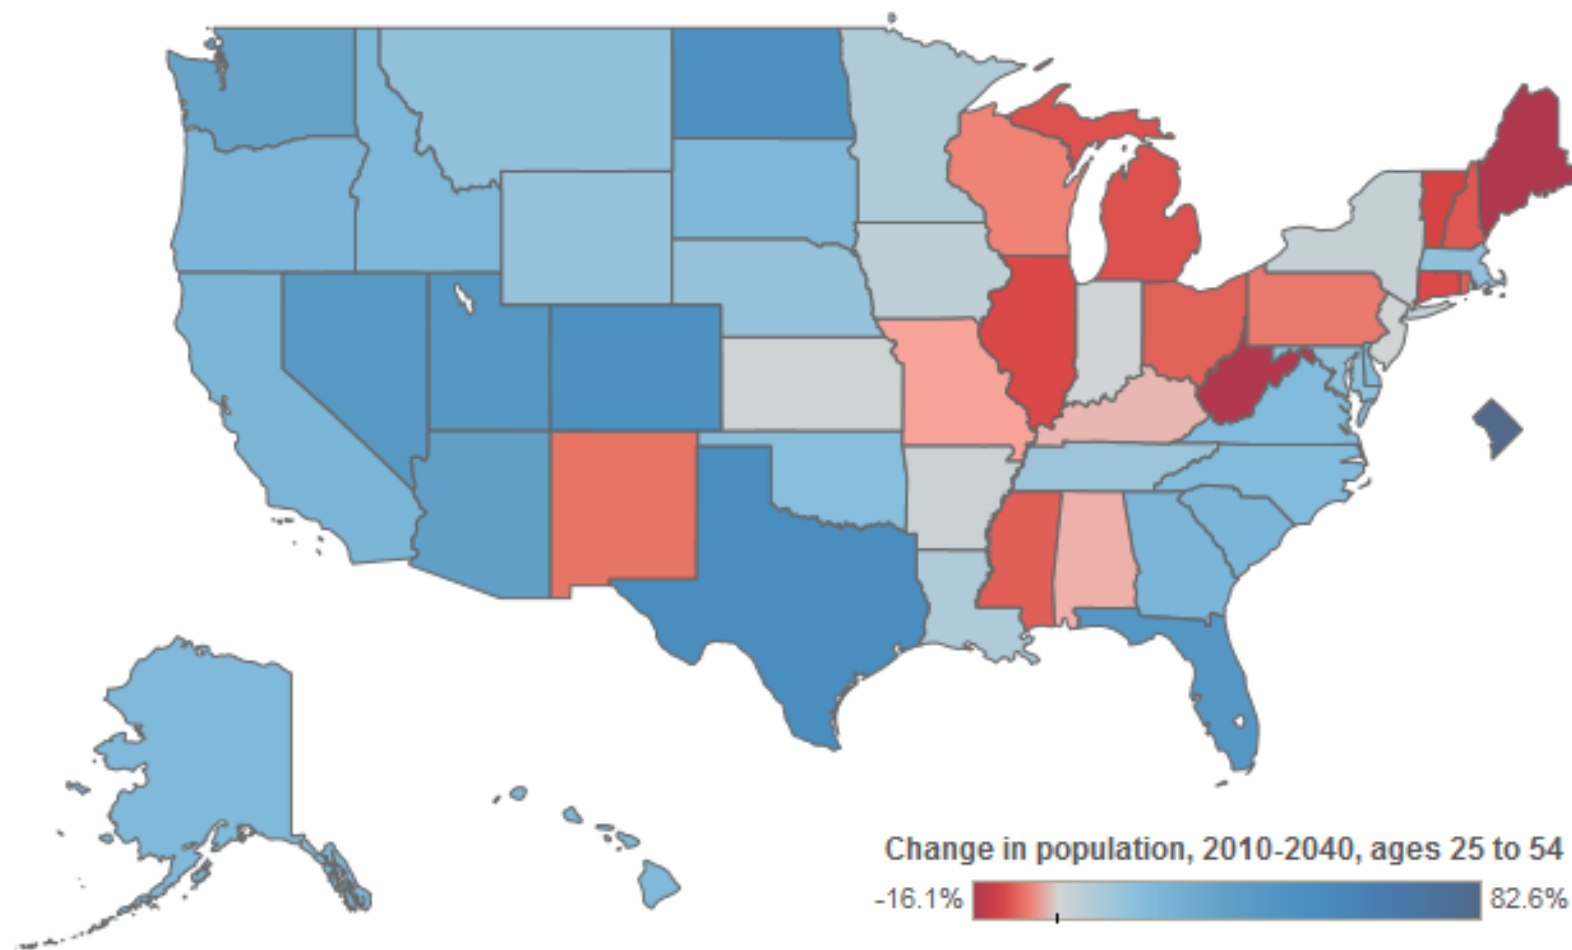 Change in population, 2010-2040, ages 25 to 54
-16.1% 82.6%